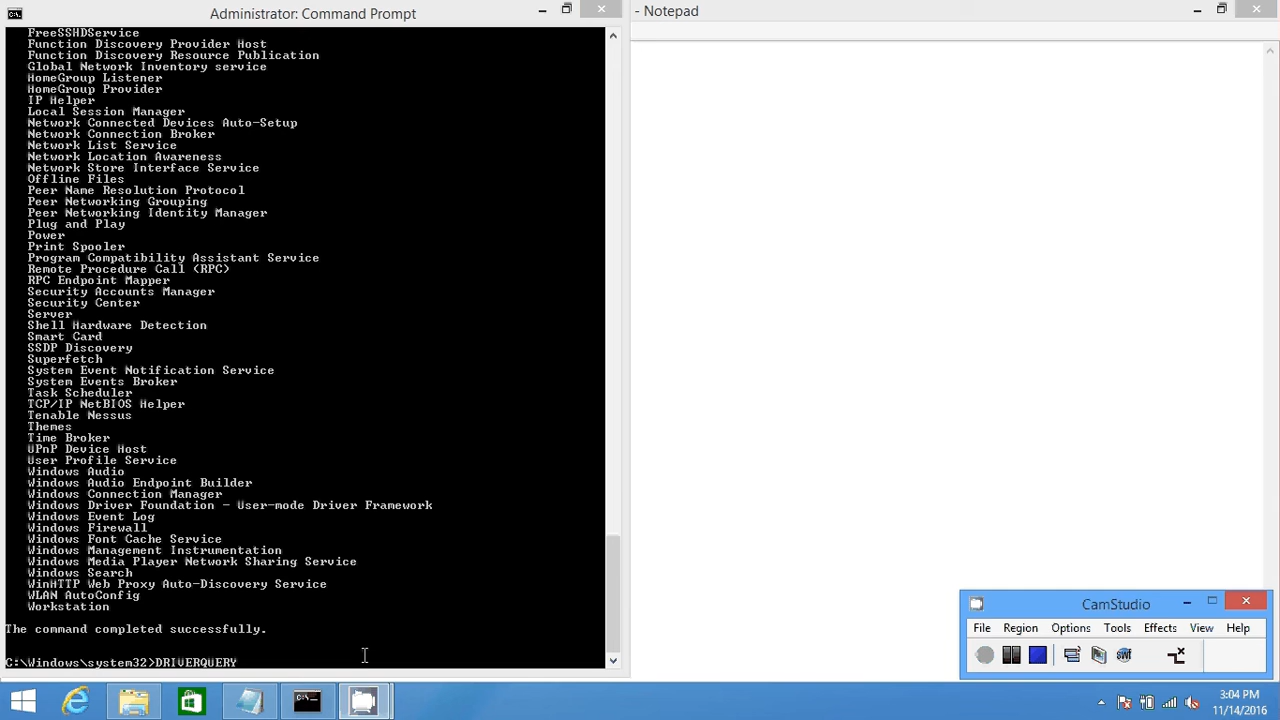 Administrator: Command Prompt
FreeSSHDService
Function Discovery Provider Host
Function Discovery Resource Publication
Global Network Inventory service
HomeGroup Listener
HomeGroup Provider
IP Helper
Local Session Manager
Network Connected Devices Auto-Setup
Network Connection Broker
Network List Service
Network Location Awareness
Network Store Interface Service
Offline Files
Peer Name Resolution Protocol
Peer Networking Grouping
Peer Networking Identity Manager
Plug and Play
Power
Print Spooler
Program Compatibility Assistant Service
Remote Procedure Call (RPC)
RPC Endpoint Mapper
Security Accounts Manager
Security Center
Server
Shell Hardware Detection
Smart Card
SSDP Discovery
Superfetch
System Event Notification Service
System Events Broker
Task Scheduler
TCP/IP NetBIOS Helper
Tenable Nessus
Themes
Time Broker
UPnP Device Host
User Profile Service
Windows Audio
Windows Audio Endpoint Builder
Windows Connection Manager
Windows Driver Foundation - User-mode Driver Framework
Windows Event Log
Windows Firewall
Windows Font Cache Service
Windows Management Instrumentation
Windows Media Player Network Sharing Service
Windows Search
WinHTTP Web Proxy Auto-Discovery Service
WLAN AutoConfig
Workstation
The command completed successfully.
C:\Windows\system32>DRIVERQUERY
- Notepad
CamStudio
File Region Options Tools Effects View Help
3:04 PM
11/14/2016